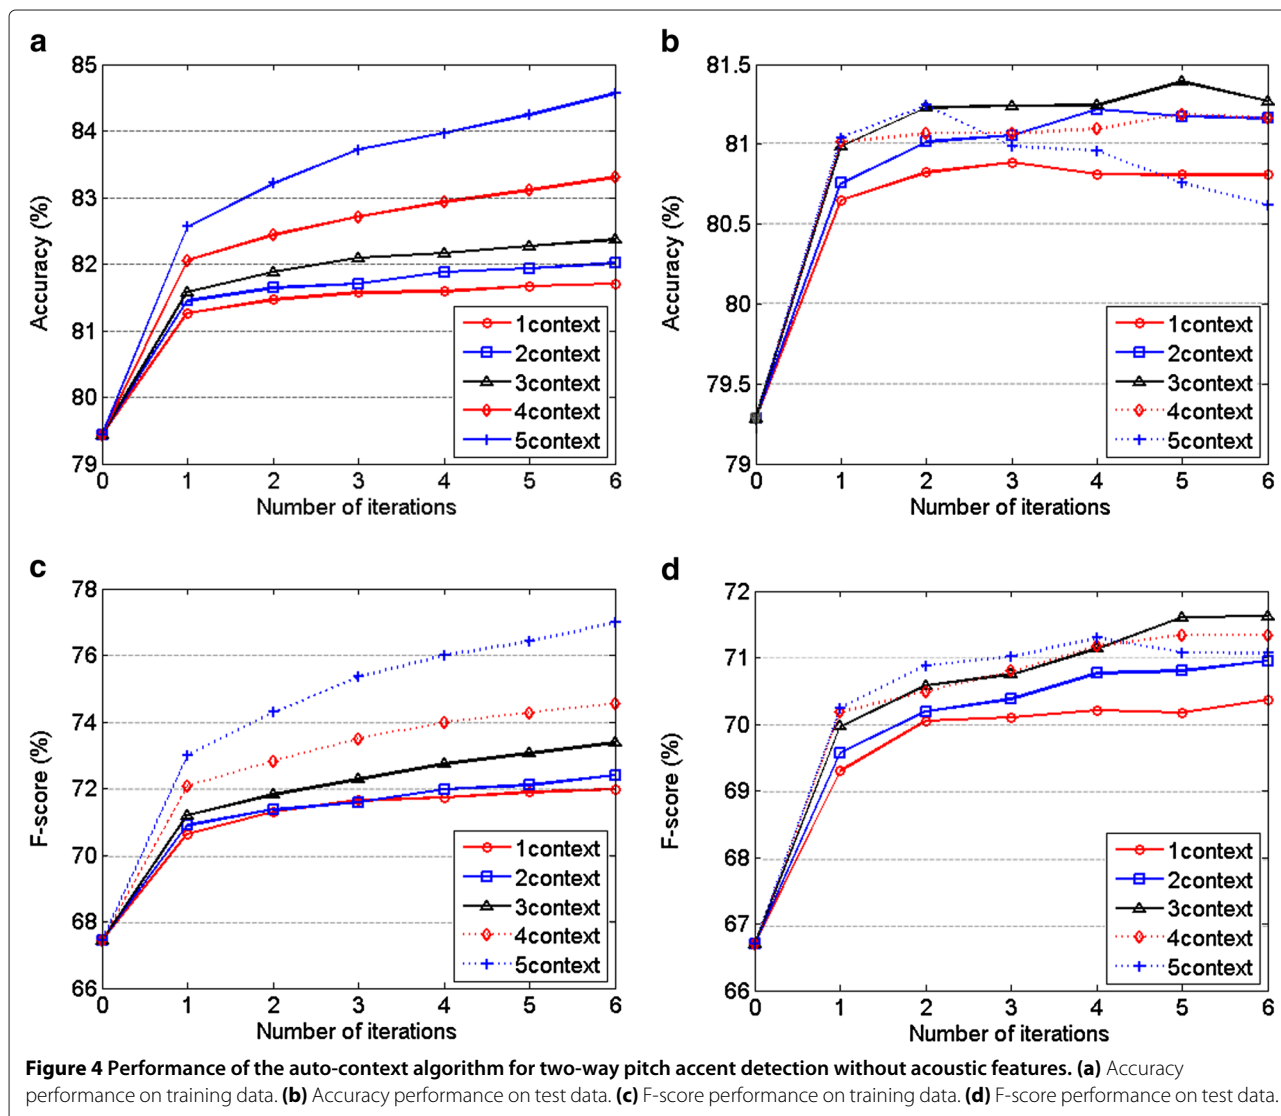 a
85
84
83
82
81
80
79
Accuracy (%)
0 1 2 3 4 5 6
Number of iterations
1context
2context
3context
4context
5context
b
81.5
81
80.5
80
79.5
79
Accuracy (%)
0 1 2 3 4 5 6
Number of iterations
1context
2context
3context
4context
5context
c
78
76
74
72
70
68
66
F-score (%)
0 1 2 3 4 5 6
Number of iterations
1context
2context
3context
4context
5context
d
72
71
70
69
68
67
66
F-score (%)
0 1 2 3 4 5 6
Number of iterations
1context
2context
3context
4context
5context
Figure 4 Performance of the auto-context algorithm for two-way pitch accent detection without acoustic features. (a) Accuracy
performance on training data. (b) Accuracy performance on test data. (c) F-score performance on training data. (d) F-score performance on test data.